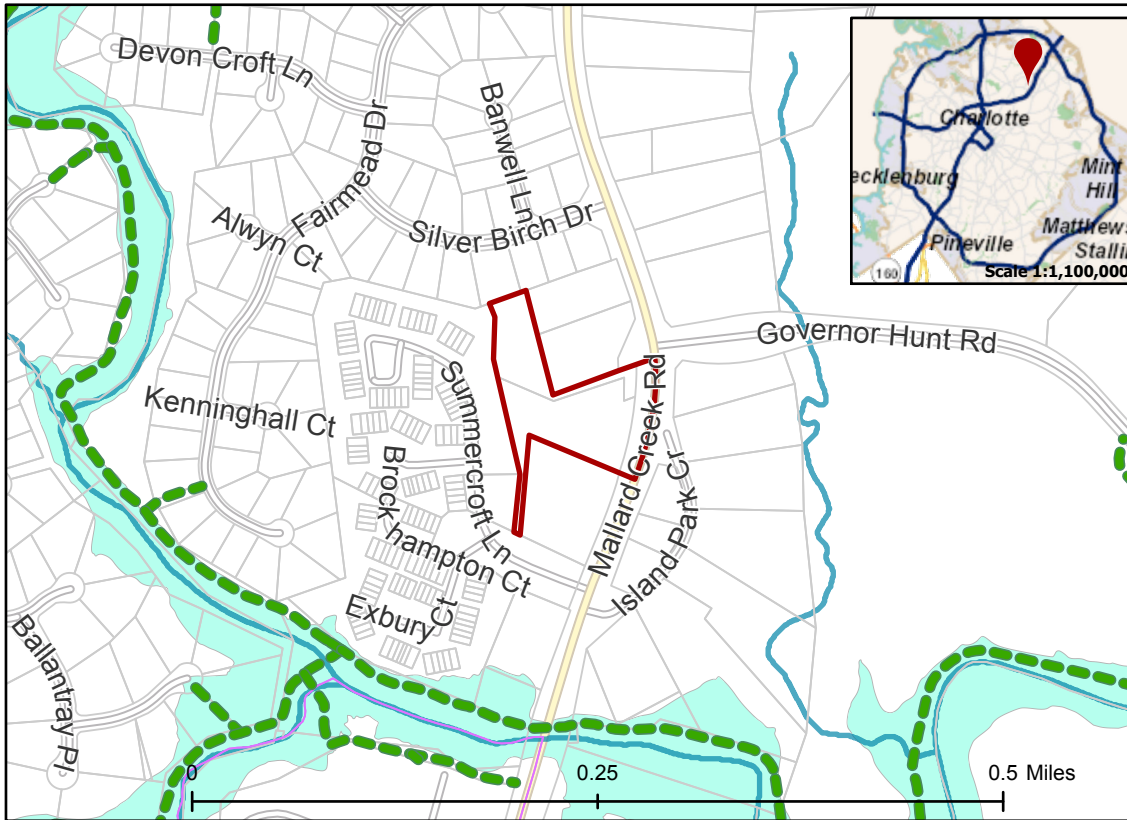 Devon Croft Ln
Fairmead Dr
Banwell Ln
Silver Birch Dr
Alwyn Ct
Charlotte
ecklenburg
Mint
Hill
Matthews
Stalli
Pineville
160
Scale 1:1,100,000
Governor Hunt Rd
Kenninghall Ct
Summercroft Ln
Brockhampton Ct
Mallard Creek Rd
Island Park Cr
Exbury Ct
Ballantray Pl
0
0.25
0.5 Miles